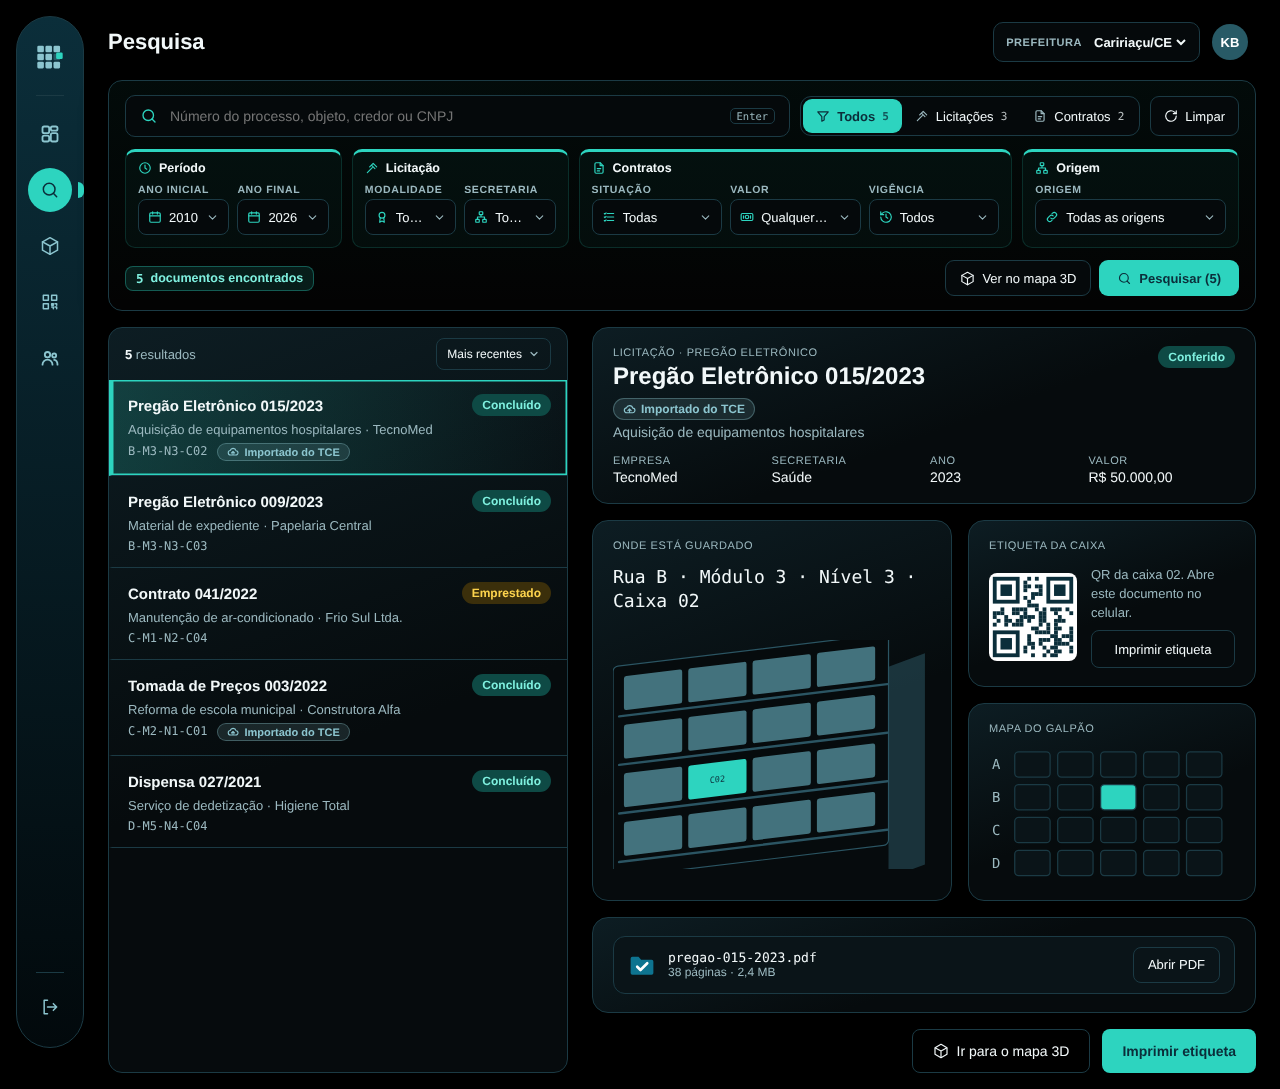 Pesquisa
PREFEITURA Caririaçu/CE
KB
Número do processo, objeto, credor ou CNPJ
Enter
Todos 5
Licitações 3
Contratos 2
Limpar
Período
ANO INICIAL ANO FINAL
2010 2026
Licitação
MODALIDADE SECRETARIA
To… To…
Contratos
SITUAÇÃO VALOR VIGÊNCIA
Todas Qualquer… Todos
Origem
ORIGEM
Todas as origens
5 documentos encontrados
Ver no mapa 3D
Pesquisar (5)
5 resultados
Mais recentes
Pregão Eletrônico 015/2023
Concluído
Aquisição de equipamentos hospitalares · TecnoMed
B-M3-N3-C02 Importado do TCE
Pregão Eletrônico 009/2023
Concluído
Material de expediente · Papelaria Central
B-M3-N3-C03
Contrato 041/2022
Emprestado
Manutenção de ar-condicionado · Frio Sul Ltda.
C-M1-N2-C04
Tomada de Preços 003/2022
Concluído
Reforma de escola municipal · Construtora Alfa
C-M2-N1-C01 Importado do TCE
Dispensa 027/2021
Concluído
Serviço de dedetização · Higiene Total
D-M5-N4-C04
LICITAÇÃO · PREGÃO ELETRÔNICO
Conferido
Pregão Eletrônico 015/2023
Importado do TCE
Aquisição de equipamentos hospitalares
EMPRESA SECRETARIA ANO VALOR
TecnoMed Saúde 2023 R$ 50.000,00
ONDE ESTÁ GUARDADO
Rua B · Módulo 3 · Nível 3 ·
Caixa 02
C02
ETIQUETA DA CAIXA
QR da caixa 02. Abre
este documento no
celular.
Imprimir etiqueta
MAPA DO GALPÃO
A
B
C
D
pregao-015-2023.pdf
38 páginas · 2,4 MB
Abrir PDF
Ir para o mapa 3D
Imprimir etiqueta